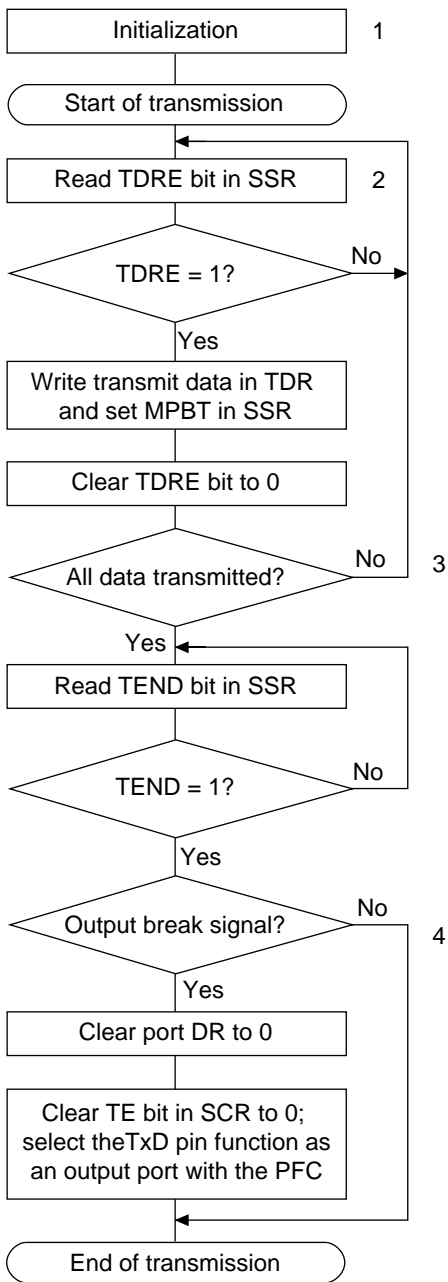 Initialization
1
Start of transmission
Read TDRE bit in SSR
2
No
TDRE = 1?
Yes
Write transmit data in TDR
and set MPBT in SSR
Clear TDRE bit to 0
No
3
All data transmitted?
Yes
Read TEND bit in SSR
No
TEND = 1?
Yes
No
Output break signal?
4
Yes
Clear port DR to 0
Clear TE bit in SCR to 0;
select theTxD pin function as
an output port with the PFC
End of transmission